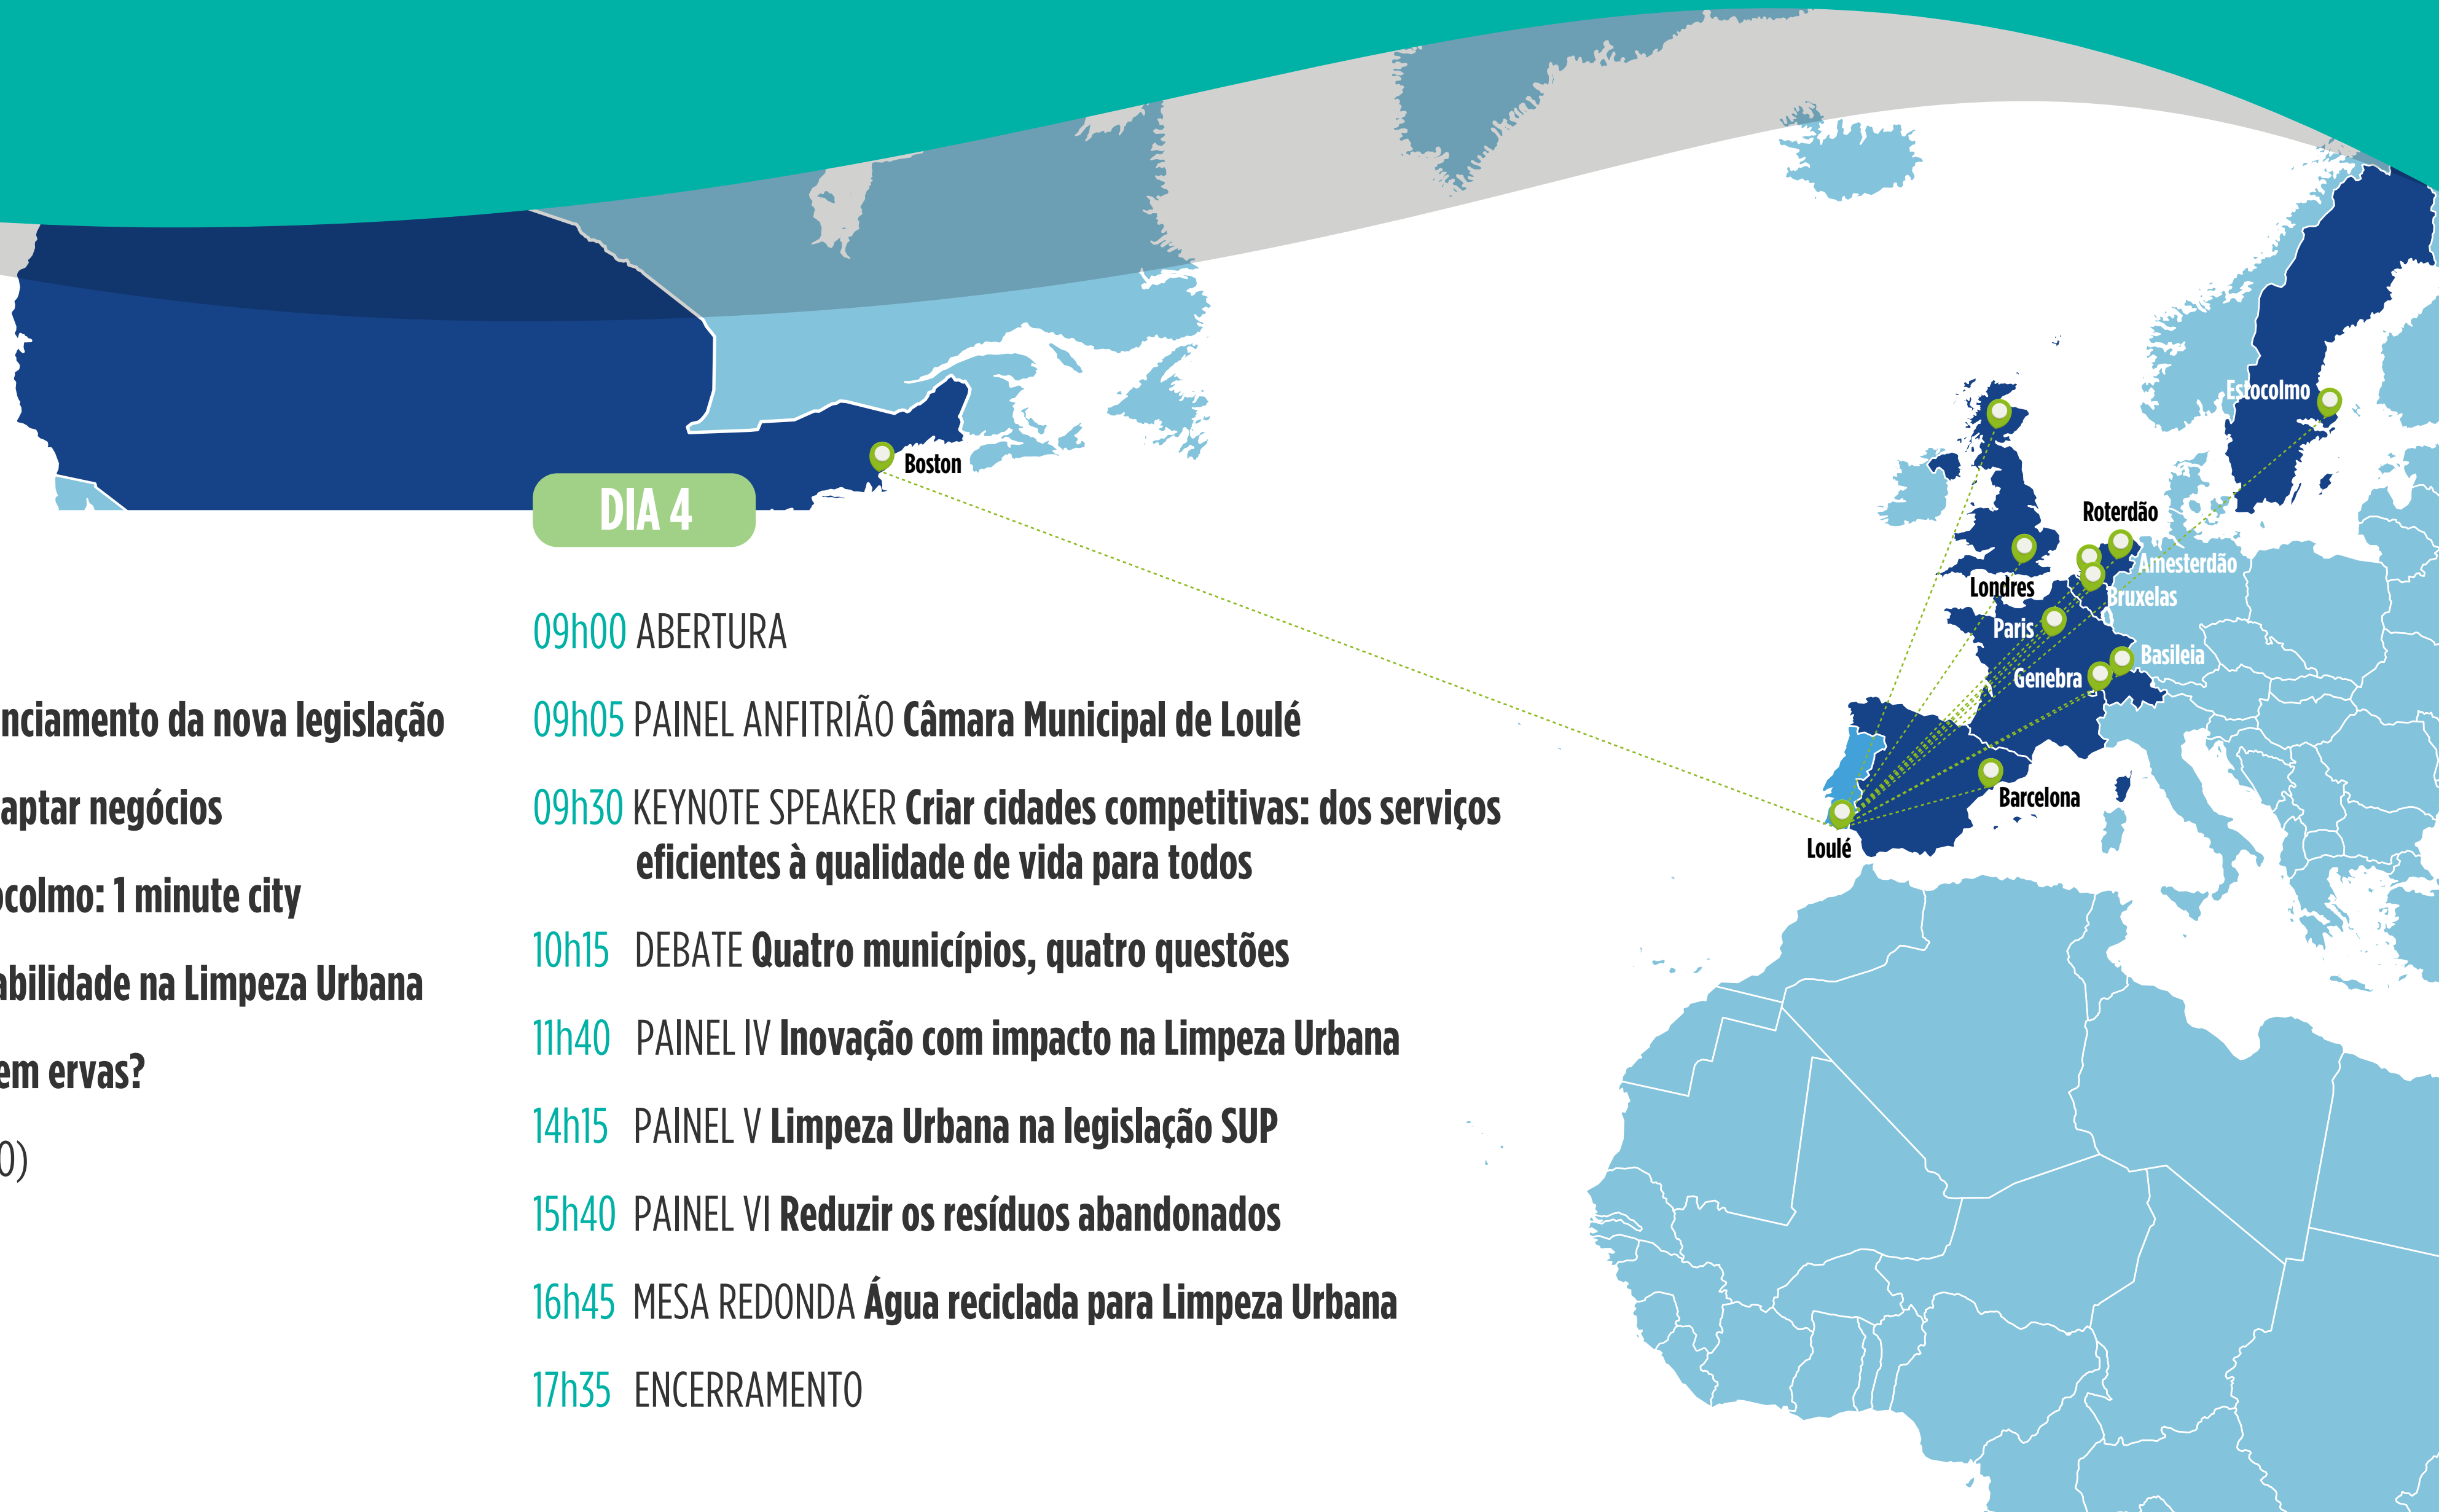 nciamento da nova legislação
aptar negócios
ocolmo: 1 minute city
abilidade na Limpeza Urbana
em ervas?
0)
DIA 4
09h00 ABERTURA
09h05 PAINEL ANFITRIÃO Câmara Municipal de Loulé
09h30 KEYNOTE SPEAKER Criar cidades competitivas: dos serviços
eficientes à qualidade de vida para todos
10h15 DEBATE Quatro municípios, quatro questões
11h40 PAINEL IV Inovação com impacto na Limpeza Urbana
14h15 PAINEL V Limpeza Urbana na legislação SUP
15h40 PAINEL VI Reduzir os resíduos abandonados
16h45 MESA REDONDA Água reciclada para Limpeza Urbana
17h35 ENCERRAMENTO
Boston
Estocolmo
Roterdão
Amesterdão
Londres
Bruxelas
Paris
Basileia
Genebra
Barcelona
Loulé